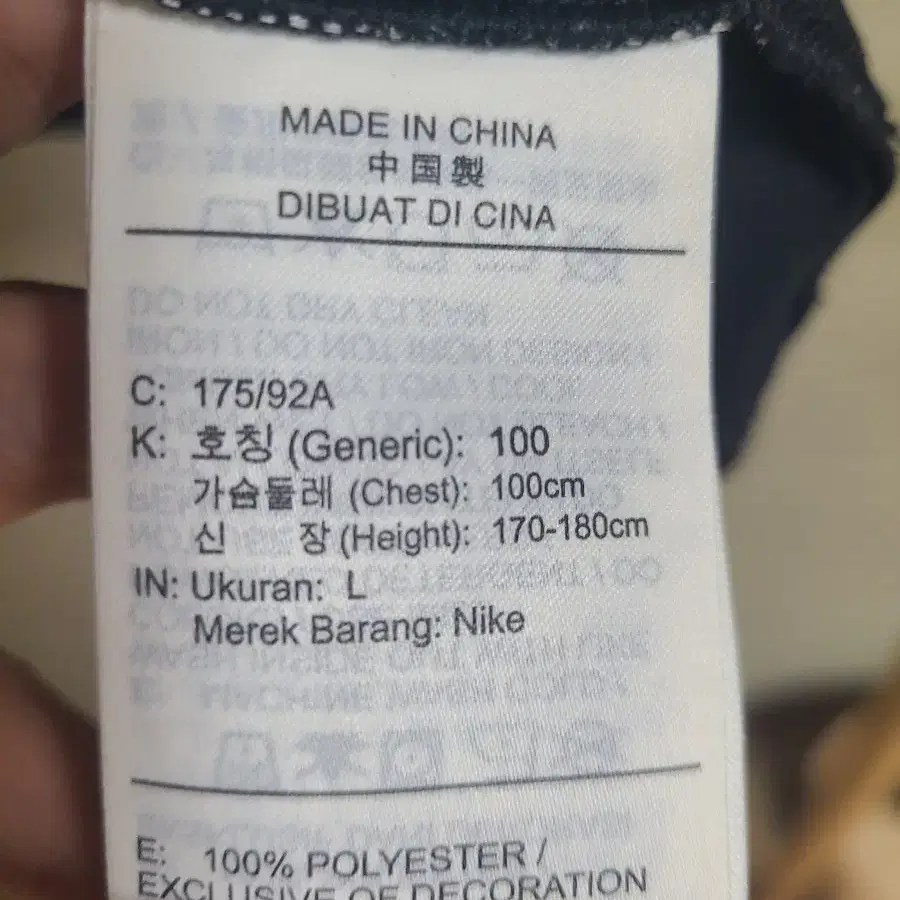 MADE IN CHINA
中国製
DIBUAT DI CINA
C: 175/92A
K: 호칭 (Generic): 100
가슴둘레 (Chest): 100cm
신 장 (Height): 170-180cm
IN: Ukuran: L
Merek Barang: Nike
E: 100% POLYESTER /
EXCLUSIVE OF DECORATION